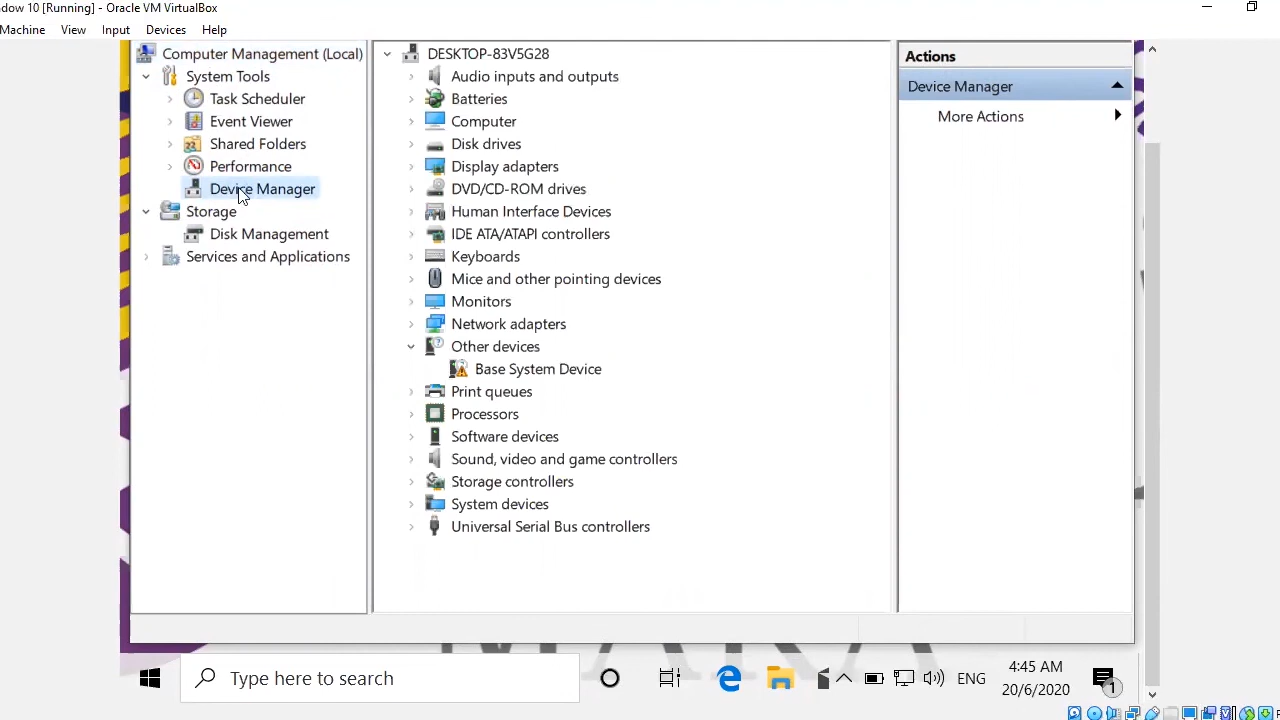 dow 10 [Running] - Oracle VM VirtualBox
Machine View Input Devices Help
Computer Management (Local)
System Tools
Task Scheduler
Event Viewer
Shared Folders
Performance
Device Manager
Storage
Disk Management
Services and Applications
DESKTOP-83V5G28
Audio inputs and outputs
Batteries
Computer
Disk drives
Display adapters
DVD/CD-ROM drives
Human Interface Devices
IDE ATA/ATAPI controllers
Keyboards
Mice and other pointing devices
Monitors
Network adapters
Other devices
Base System Device
Print queues
Processors
Software devices
Sound, video and game controllers
Storage controllers
System devices
Universal Serial Bus controllers
Actions
Device Manager
More Actions
Type here to search
ENG
4:45 AM
20/6/2020
1